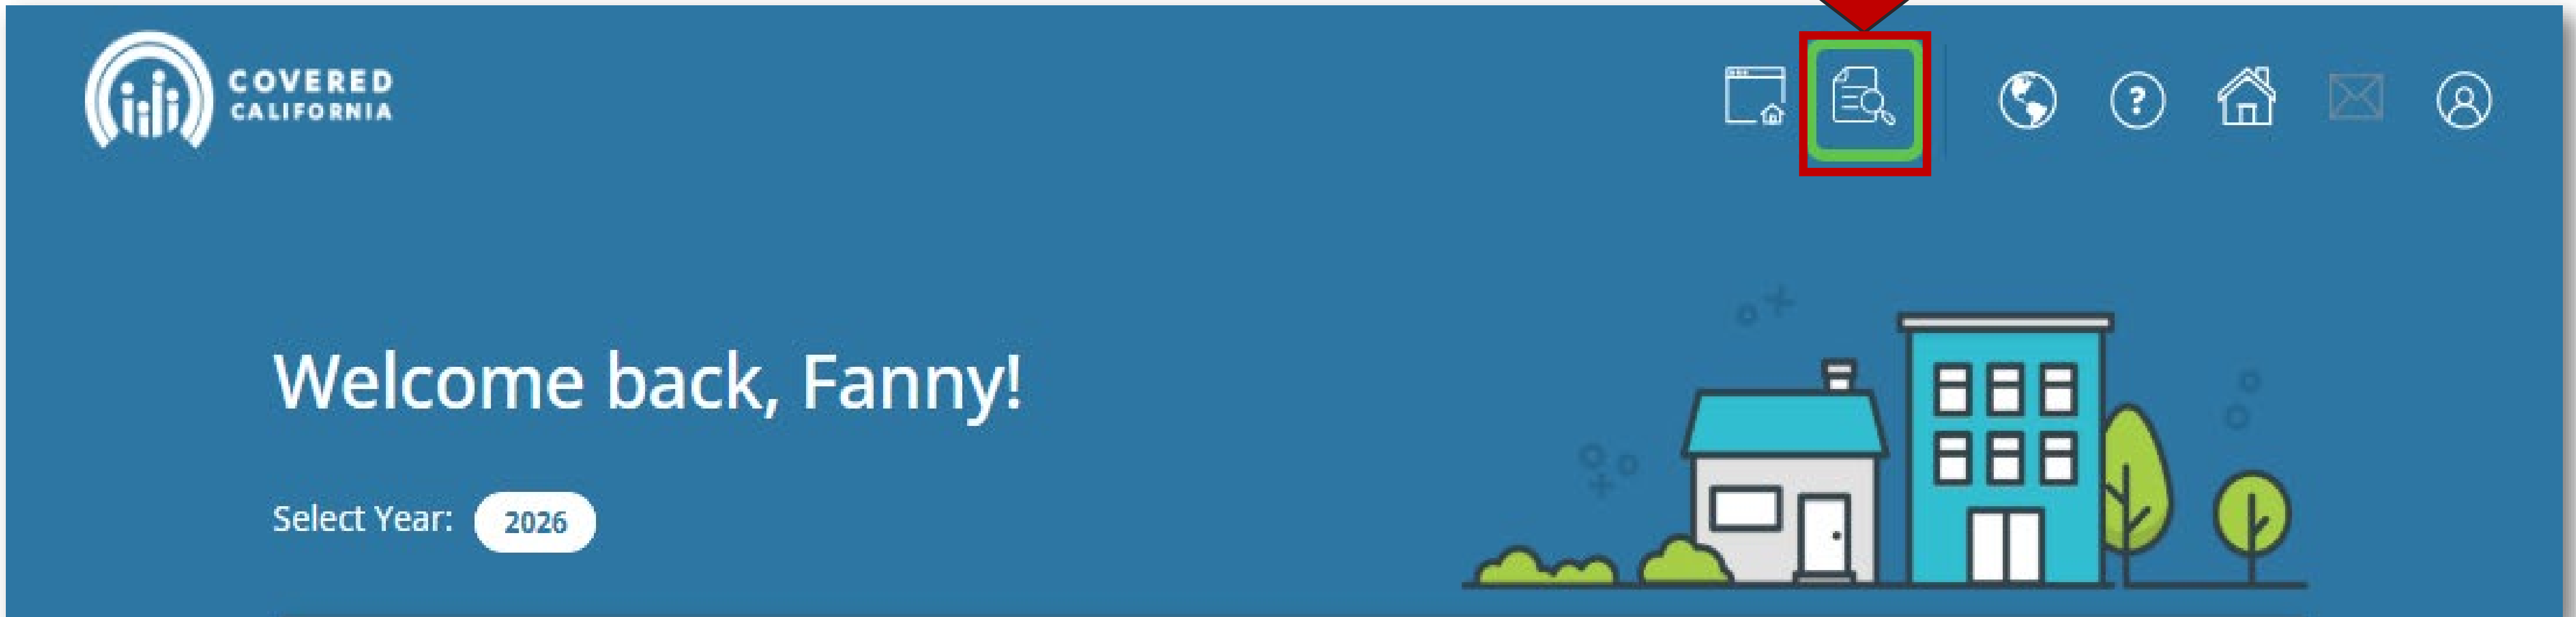 COVERED
CALIFORNIA
?
Welcome back, Fanny!
Select Year: 2026